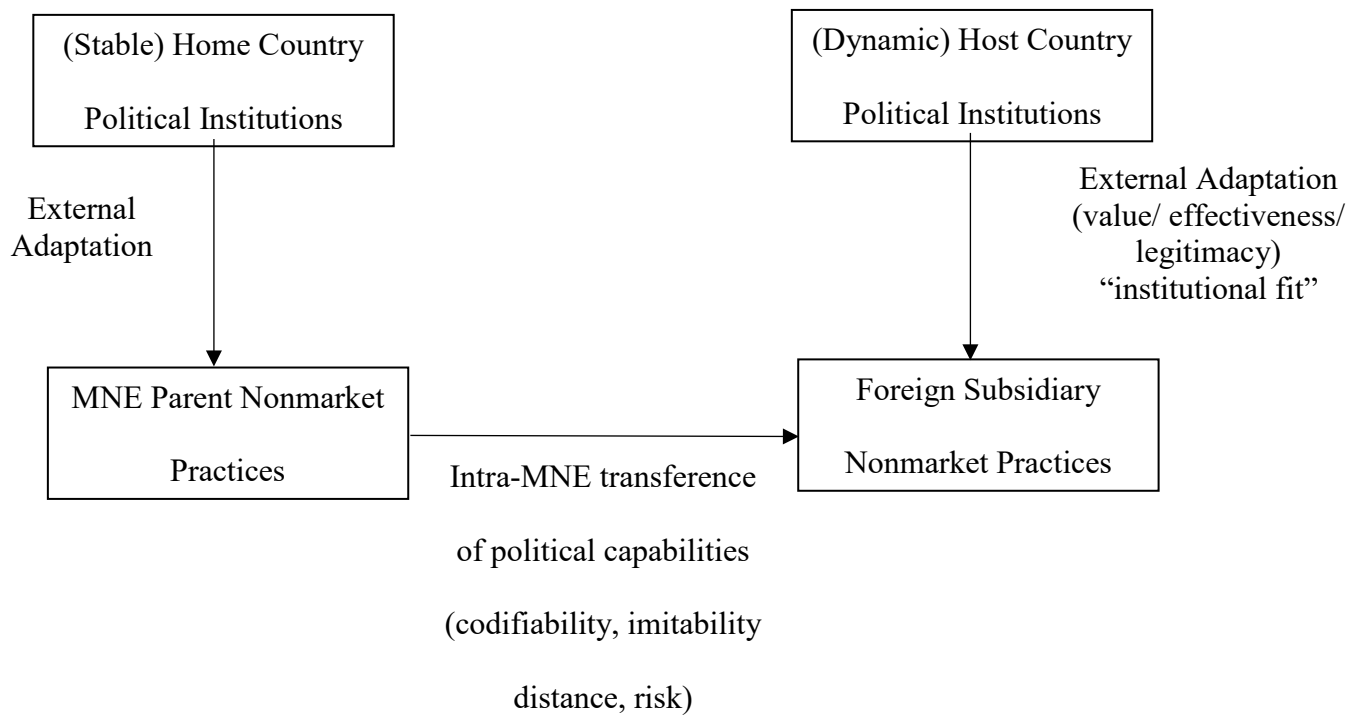 (Stable) Home Country
Political Institutions
(Dynamic) Host Country
Political Institutions
External
Adaptation
External Adaptation
(value/ effectiveness/
legitimacy)
“institutional fit”
MNE Parent Nonmarket
Practices
Intra-MNE transference
of political capabilities
(codifiability, imitability
distance, risk)
Foreign Subsidiary
Nonmarket Practices